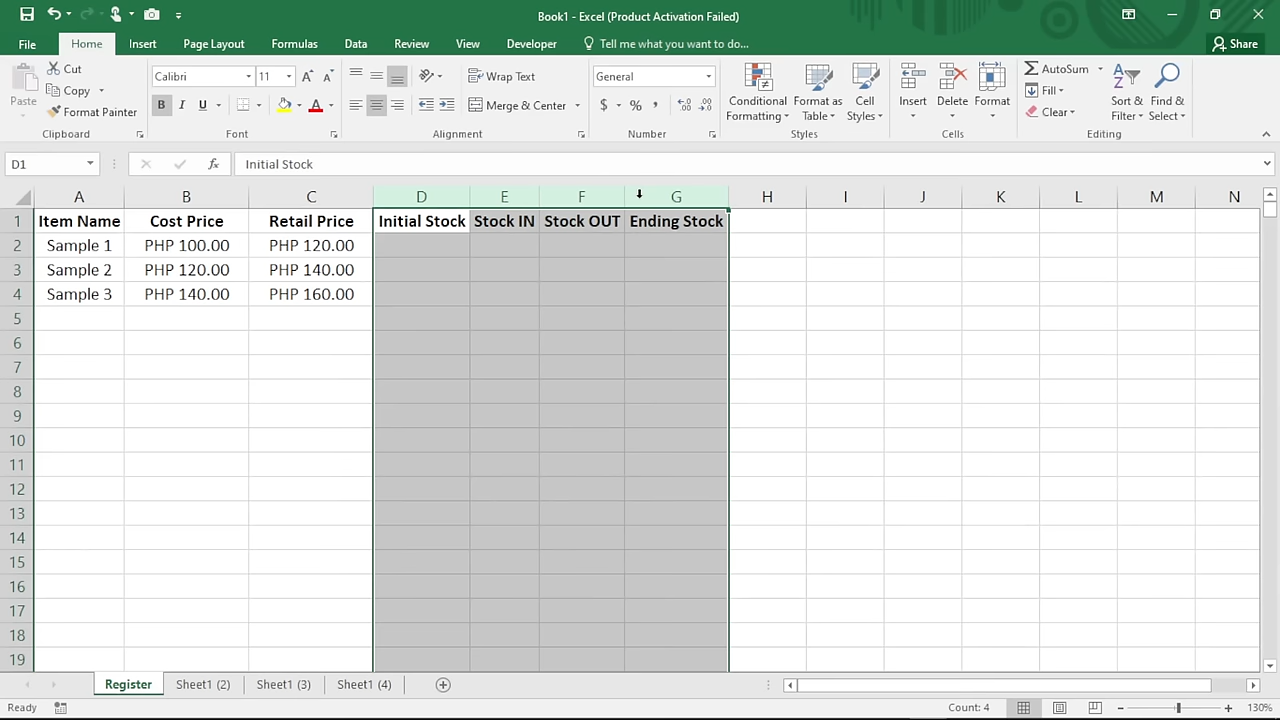 Book1 - Excel (Product Activation Failed)
File Home Insert Page Layout Formulas Data Review View Developer Tell me what you want to do... Share
Paste
Cut
Copy
Format Painter
Clipboard
Calibri 11
B I U
Font
Wrap Text
Merge & Center
Alignment
General
$ % ,
Number
Conditional Formatting
Format as Table
Cell Styles
Styles
Insert Delete Format
Cells
AutoSum
Fill
Clear
Sort & Filter
Find & Select
Editing
D1 fx Initial Stock
A B C D E F G H I J K L M N
1 Item Name Cost Price Retail Price Initial Stock Stock IN Stock OUT Ending Stock
2 Sample 1 PHP 100.00 PHP 120.00
3 Sample 2 PHP 120.00 PHP 140.00
4 Sample 3 PHP 140.00 PHP 160.00
5
6
7
8
9
10
11
12
13
14
15
16
17
18
19
Register Sheet1 (2) Sheet1 (3) Sheet1 (4)
Ready Count: 4 130%